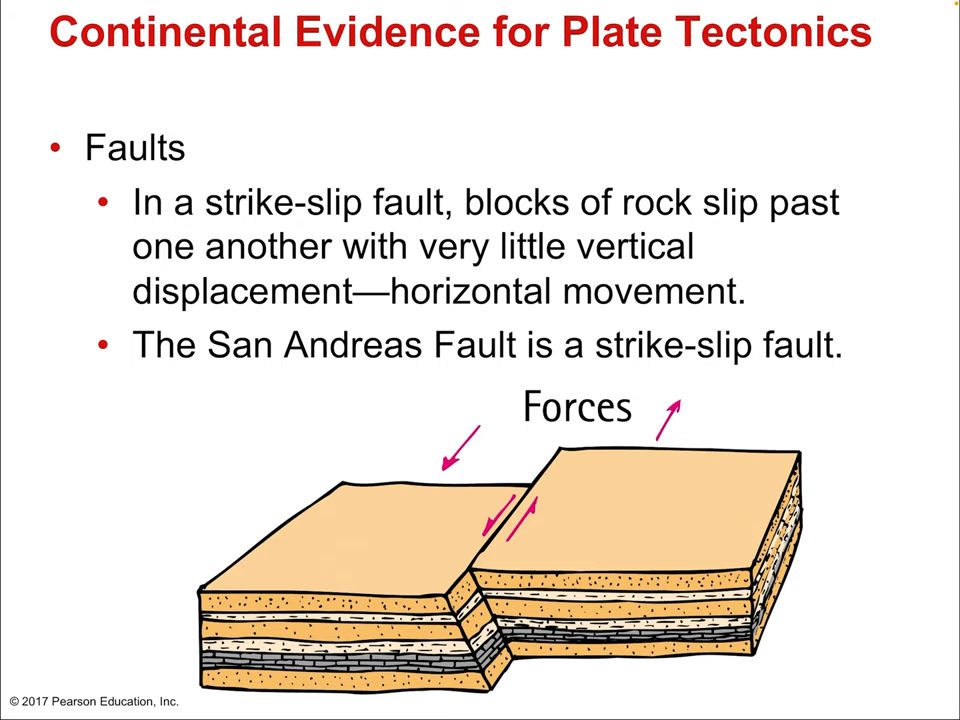 Continental Evidence for Plate Tectonics
• Faults
• In a strike-slip fault, blocks of rock slip past
one another with very little vertical
displacement—horizontal movement.
• The San Andreas Fault is a strike-slip fault.
Forces
© 2017 Pearson Education, Inc.